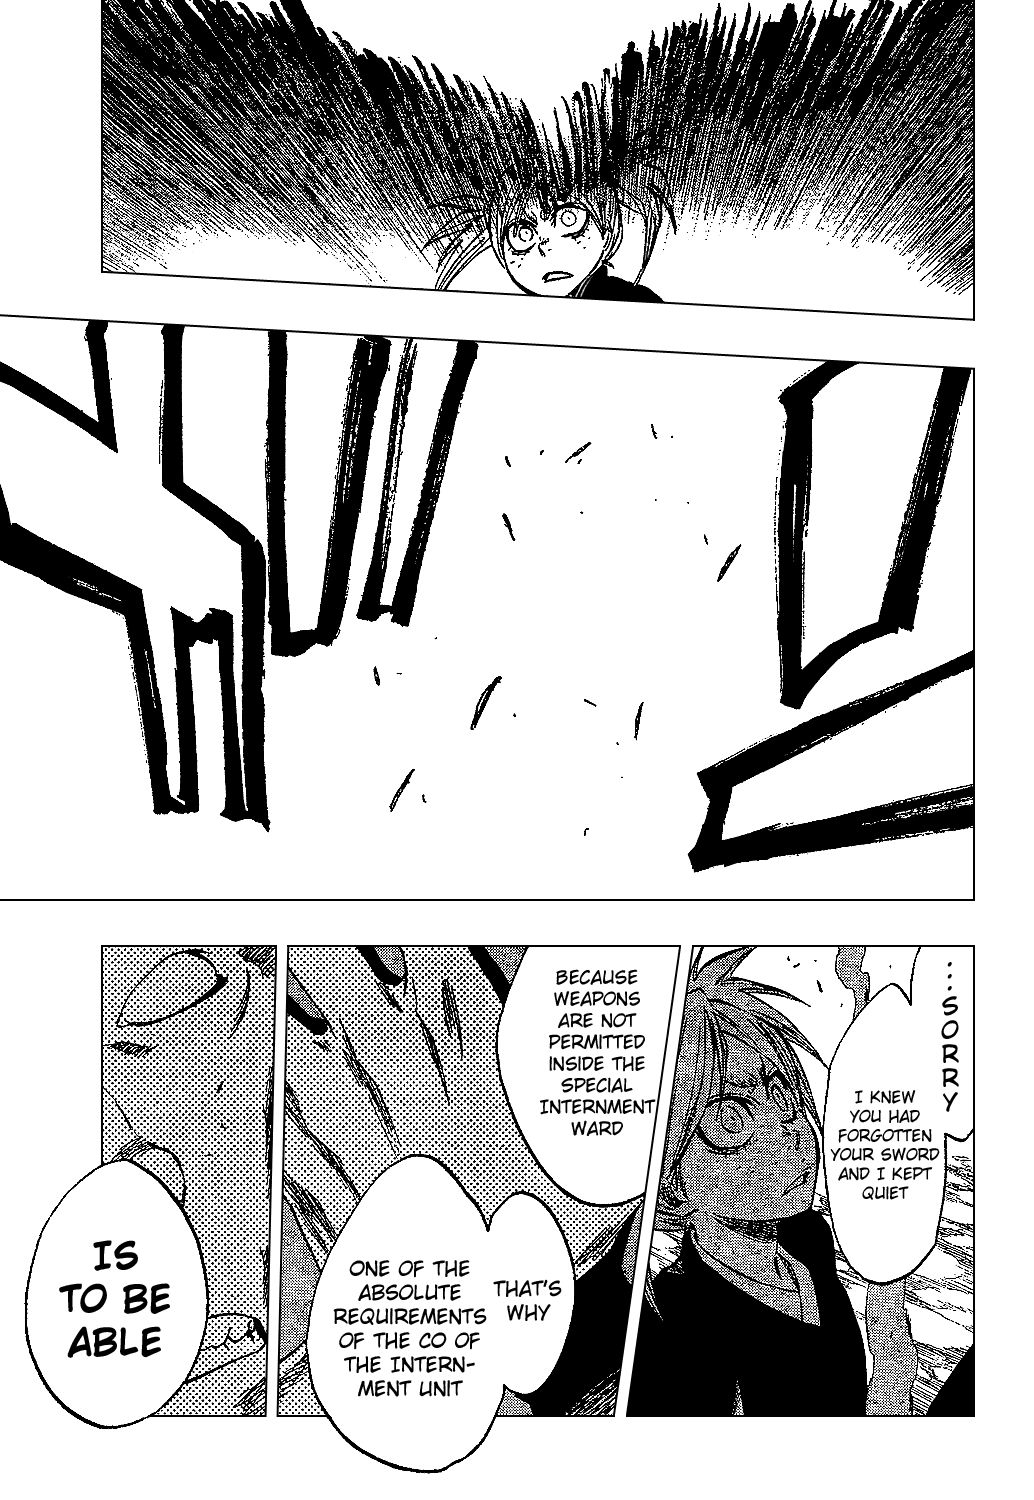 ...SORRY
I KNEW
YOU HAD
FORGOTTEN
YOUR SWORD
AND I KEPT
QUIET
BECAUSE
WEAPONS
ARE NOT
PERMITTED
INSIDE THE
SPECIAL
INTERNMENT
WARD
THAT'S
WHY
ONE OF THE
ABSOLUTE
REQUIREMENTS
OF THE CO OF
THE INTERN-
MENT UNIT
IS
TO BE
ABLE